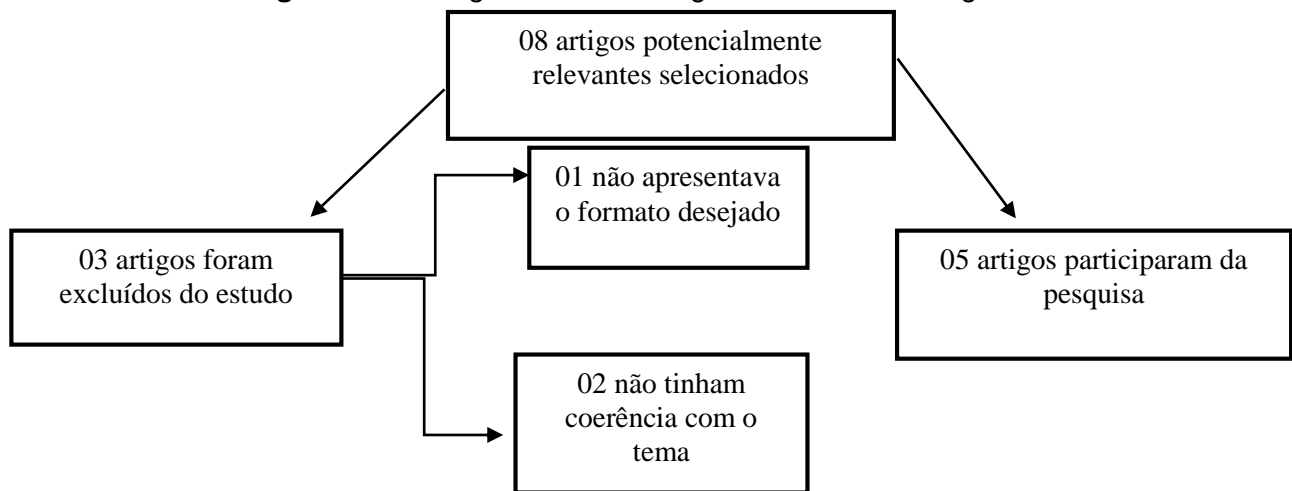 08 artigos potencialmente
relevantes selecionados
01 não apresentava
o formato desejado
03 artigos foram
excluídos do estudo
05 artigos participaram da
pesquisa
02 não tinham
coerência com o
tema